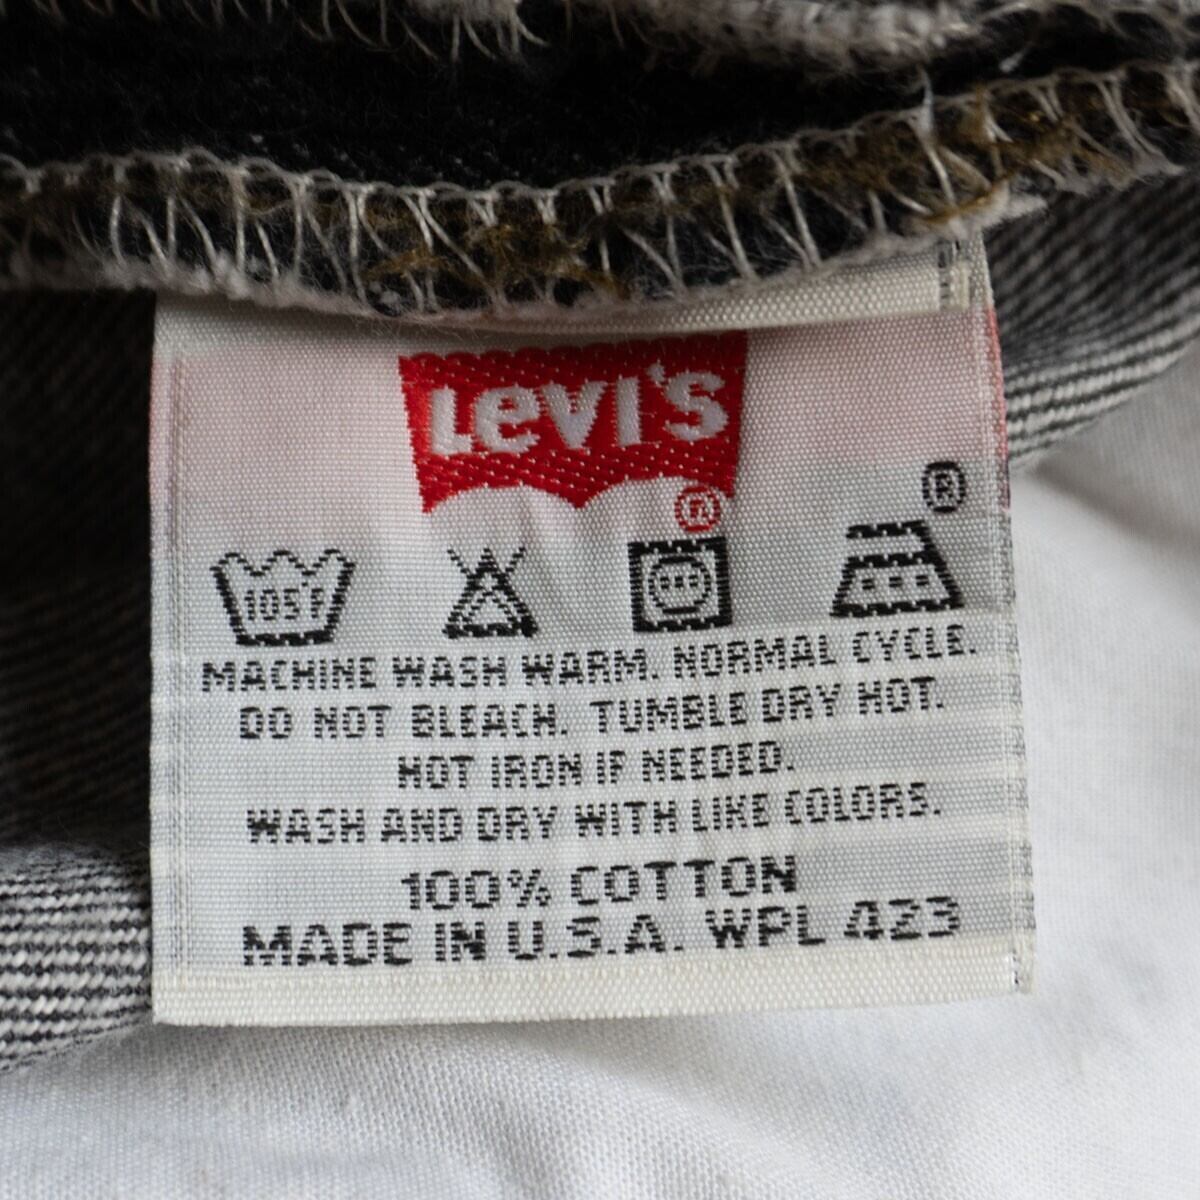 Levi's®
®
105°F
MACHINE WASH WARM. NORMAL CYCLE.
DO NOT BLEACH. TUMBLE DRY HOT.
HOT IRON IF NEEDED.
WASH AND DRY WITH LIKE COLORS.
100% COTTON
MADE IN U.S.A. WPL 423